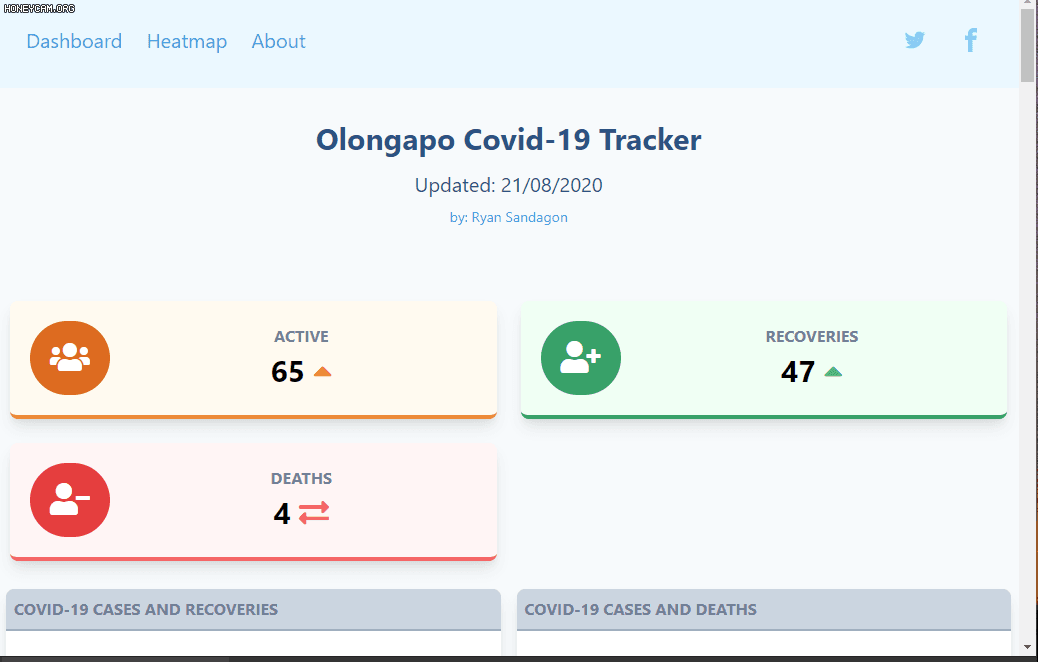 HONEYCAM.ORG
Dashboard Heatmap About
Olongapo Covid-19 Tracker
Updated: 21/08/2020
by: Ryan Sandagon
ACTIVE
65
RECOVERIES
47
DEATHS
4
COVID-19 CASES AND RECOVERIES
COVID-19 CASES AND DEATHS